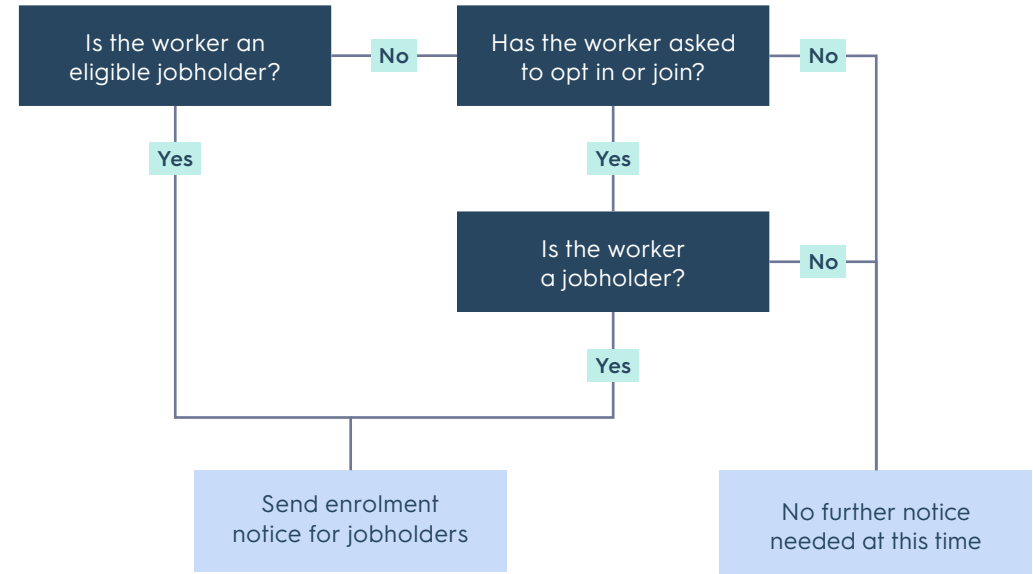 Is the worker an
eligible jobholder?
No
Has the worker asked
to opt in or join?
No
Yes
Yes
Is the worker
a jobholder?
No
Yes
Send enrolment
notice for jobholders
No further notice
needed at this time